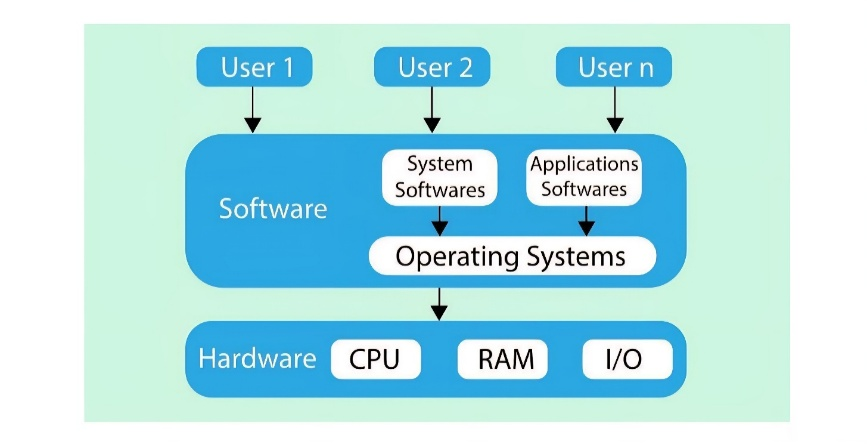 User 1
User 2
User n
System
Softwares
Applications
Softwares
Software
Operating Systems
Hardware
CPU
RAM
I/O